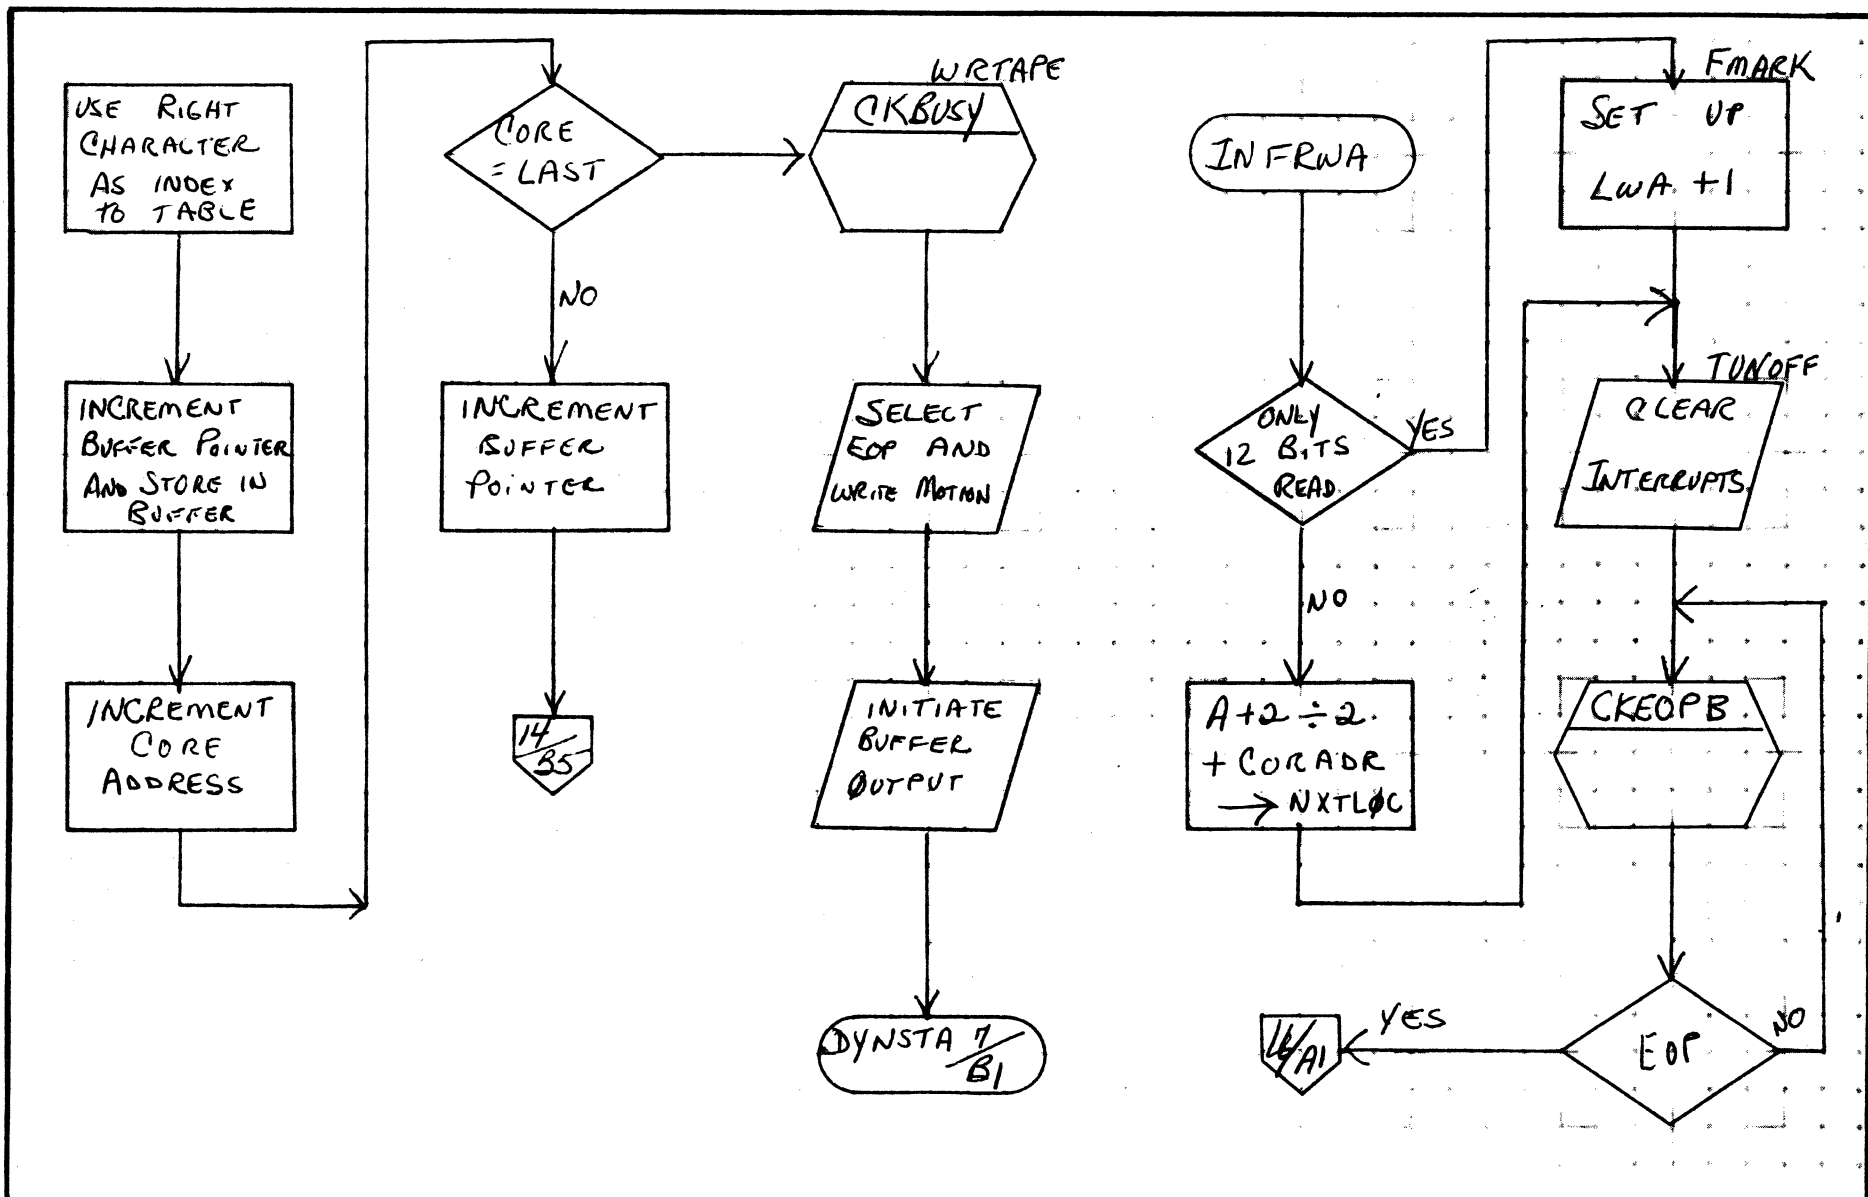 USE RIGHT
CHARACTER
AS INDEX
TO TABLE
INCREMENT
BUFFER POINTER
AND STORE IN
BUFFER
INCREMENT
CORE
ADDRESS
CORE
= LAST
NO
INCREMENT
BUFFER
POINTER
14/B5
WRTAPE
CKBUSY
SELECT
EOP AND
WRITE MOTION
INITIATE
BUFFER
ØUTPUT
DYNSTA 7/B1
INFRWA
ONLY
12 BITS
READ
YES
NO
A+2 ÷ 2
+ CORADR
→ NXTLØC
FMARK
SET UP
LWA +1
TUNOFF
CLEAR
INTERRUPTS
CKEOPB
EOP
NO
YES
16/A1